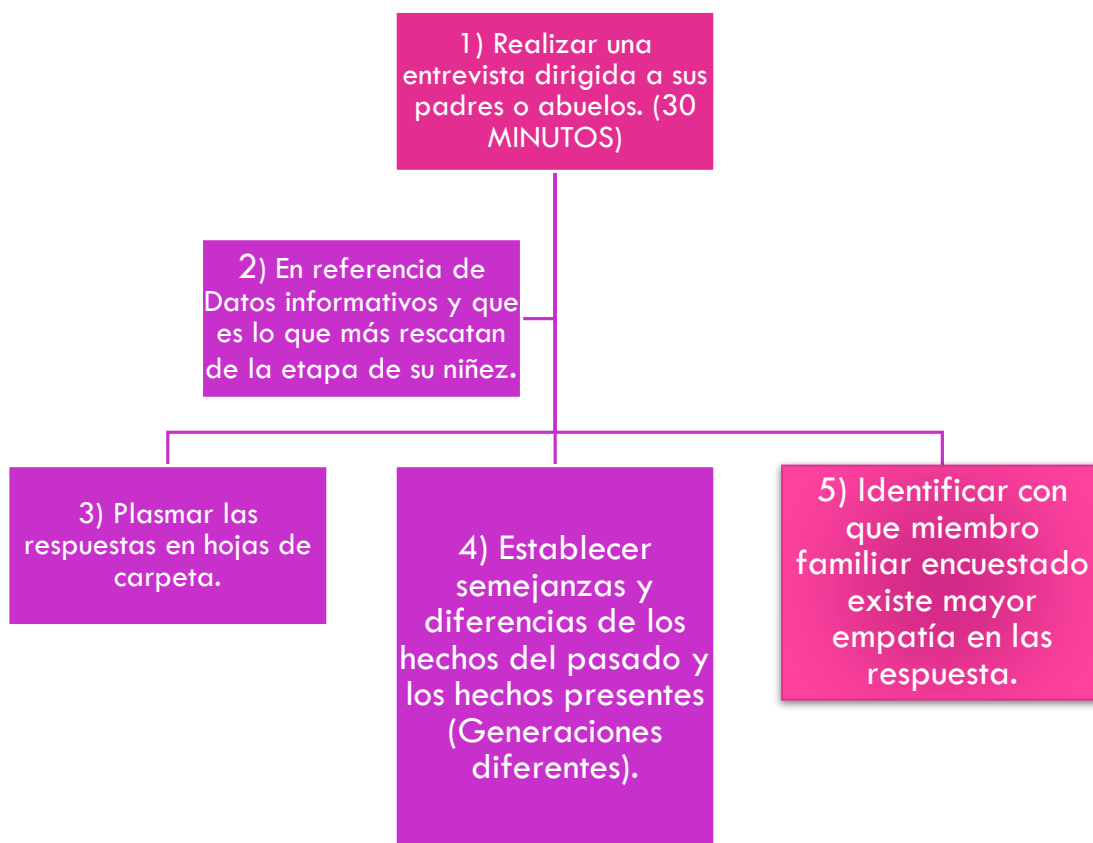 1) Realizar una
entrevista dirigida a sus
padres o abuelos. (30
MINUTOS)
2) En referencia de
Datos informativos y que
es lo que más rescatan
de la etapa de su niñez.
3) Plasmar las
respuestas en hojas de
carpeta.
4) Establecer
semejanzas y
diferencias de los
hechos del pasado y
los hechos presentes
(Generaciones
diferentes).
5) Identificar con
que miembro
familiar encuestado
existe mayor
empatía en las
respuesta.